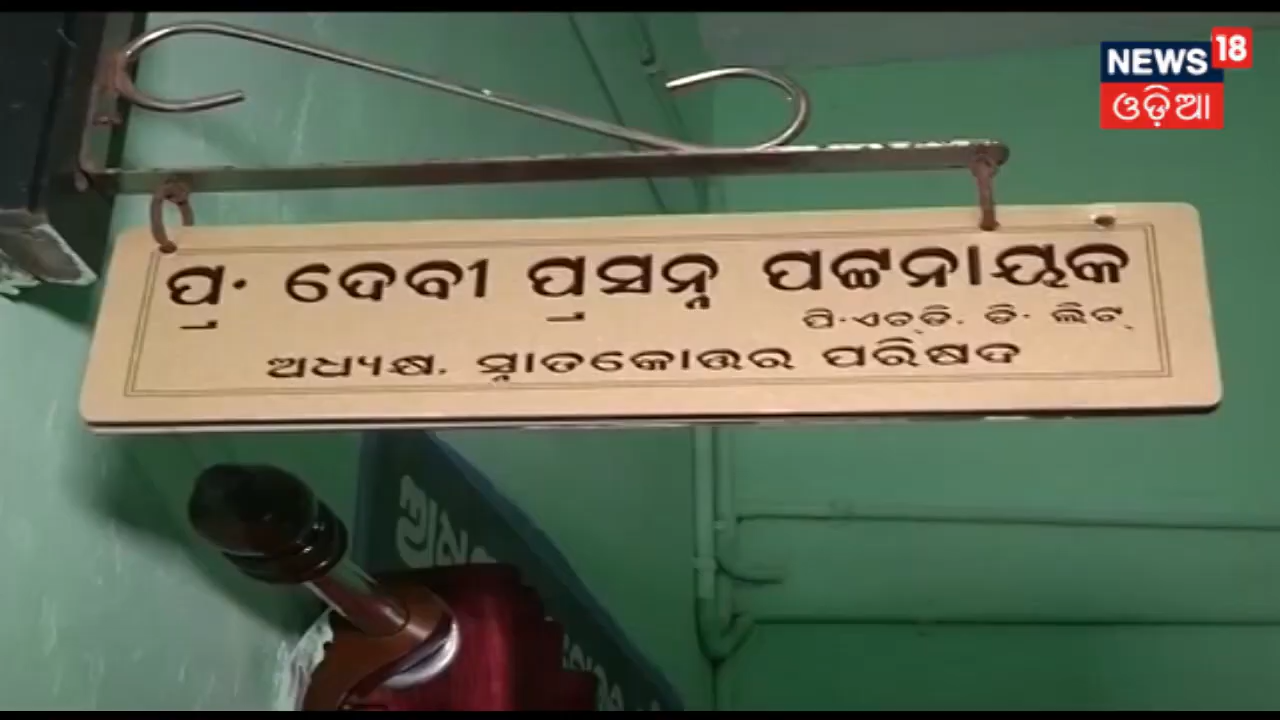 NEWS 18
ଓଡ଼ିଆ
ପ୍ର. ଦେବୀ ପ୍ରସନ୍ନ ପଟ୍ଟନାୟକ
ପି.ଏଚ୍‌ଡି. ଡି. ଲିଟ୍
ଅଧ୍ୟକ୍ଷ. ସ୍ନାତକୋତ୍ତର ପରିଷଦ